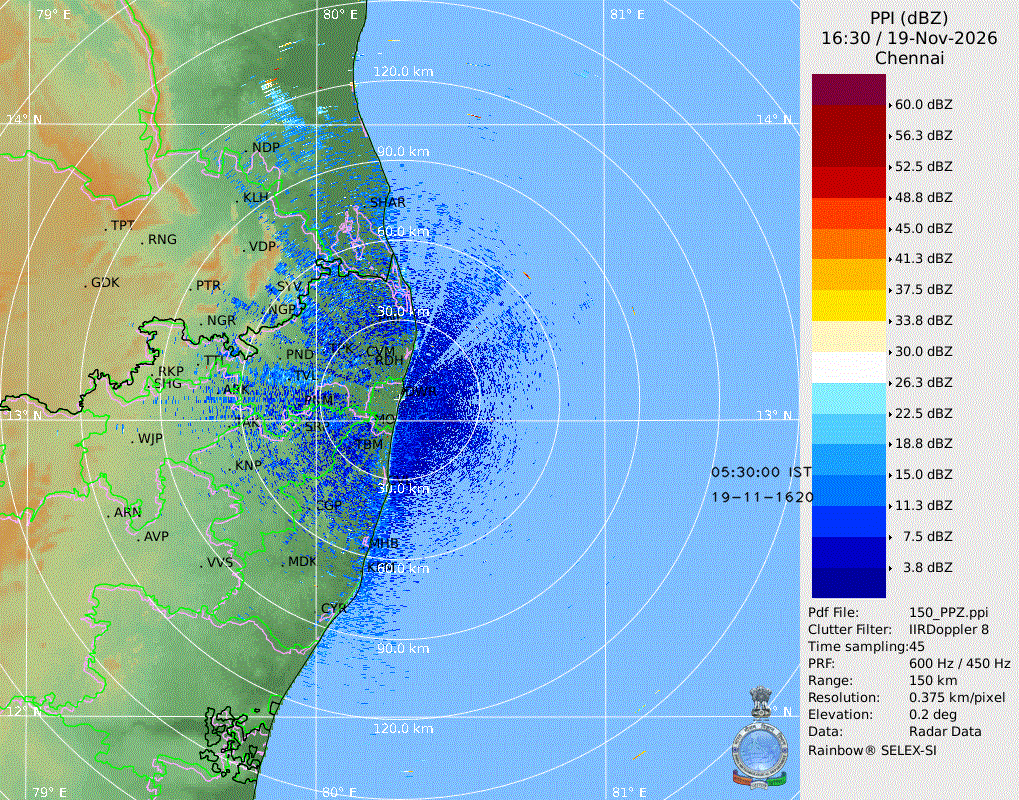 79° E
80° E
81° E
120.0 km
14° N
14° N
NDP
90.0 km
KLH
SHAR
TPT
RNG
60.0 km
VDP
GDK
PTR
SYV
NGP
30.0 km
NGR
PND
TTI
RKP
SHG
ARK
13° N
13° N
WJP
TBM
KNP
30.0 km
CGP
ARN
AVP
MHB
VVS
MDK
60.0 km
CYR
90.0 km
12° N
120.0 km
79° E
80° E
81° E
05:30:00 IST
19-11-1620
PPI (dBZ)
16:30 / 19-Nov-2026
Chennai
60.0 dBZ
56.3 dBZ
52.5 dBZ
48.8 dBZ
45.0 dBZ
41.3 dBZ
37.5 dBZ
33.8 dBZ
30.0 dBZ
26.3 dBZ
22.5 dBZ
18.8 dBZ
15.0 dBZ
11.3 dBZ
7.5 dBZ
3.8 dBZ
Pdf File: 150_PPZ.ppi
Clutter Filter: IIRDoppler 8
Time sampling:45
PRF: 600 Hz / 450 Hz
Range: 150 km
Resolution: 0.375 km/pixel
Elevation: 0.2 deg
Data: Radar Data
Rainbow® SELEX-SI